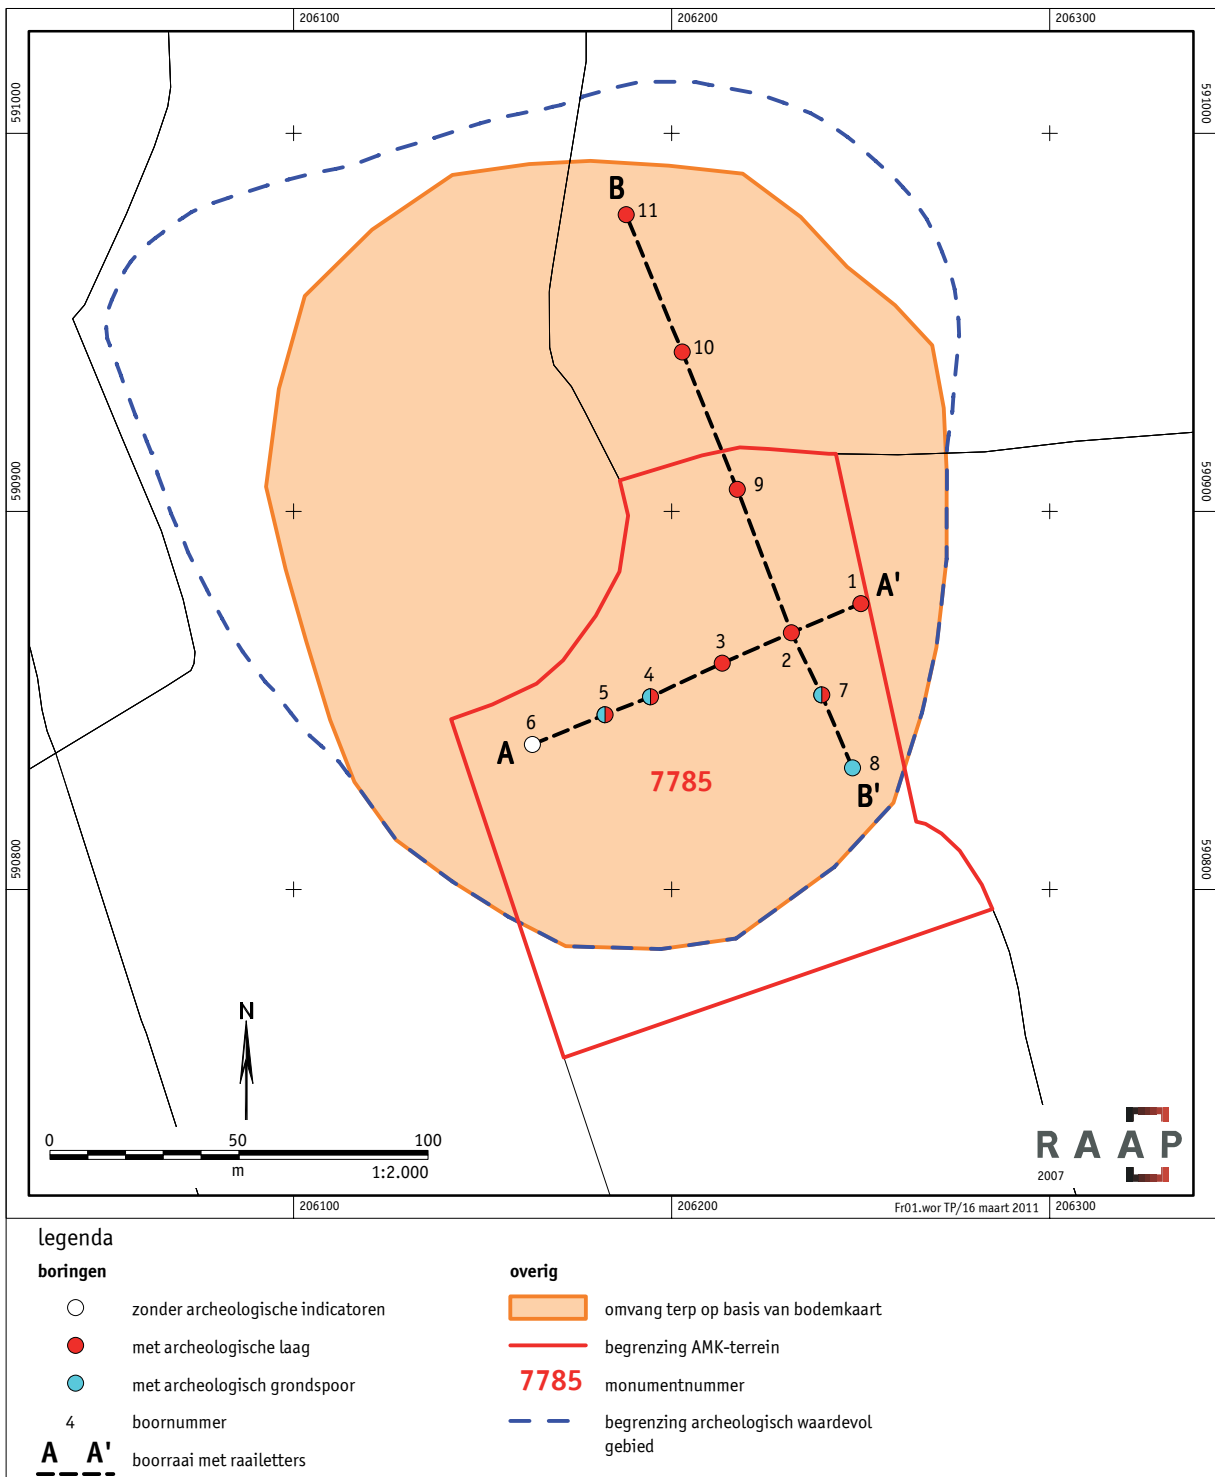 206100 206200 206300
591000 591000
B
11
10
9
590900 590900
1 A'
2
3
4
5
6
7
A
8
7785
B'
590800 590800
N
0 50 100
m 1:2.000
RAAP
2007
206100 206200 206300
Fr01.wor TP/16 maart 2011
legenda
boringen
zonder archeologische indicatoren
met archeologische laag
met archeologisch grondspoor
4 boornummer
A A' boorraai met raailetters
overig
omvang terp op basis van bodemkaart
begrenzing AMK-terrein
7785 monumentnummer
begrenzing archeologisch waardevol
gebied